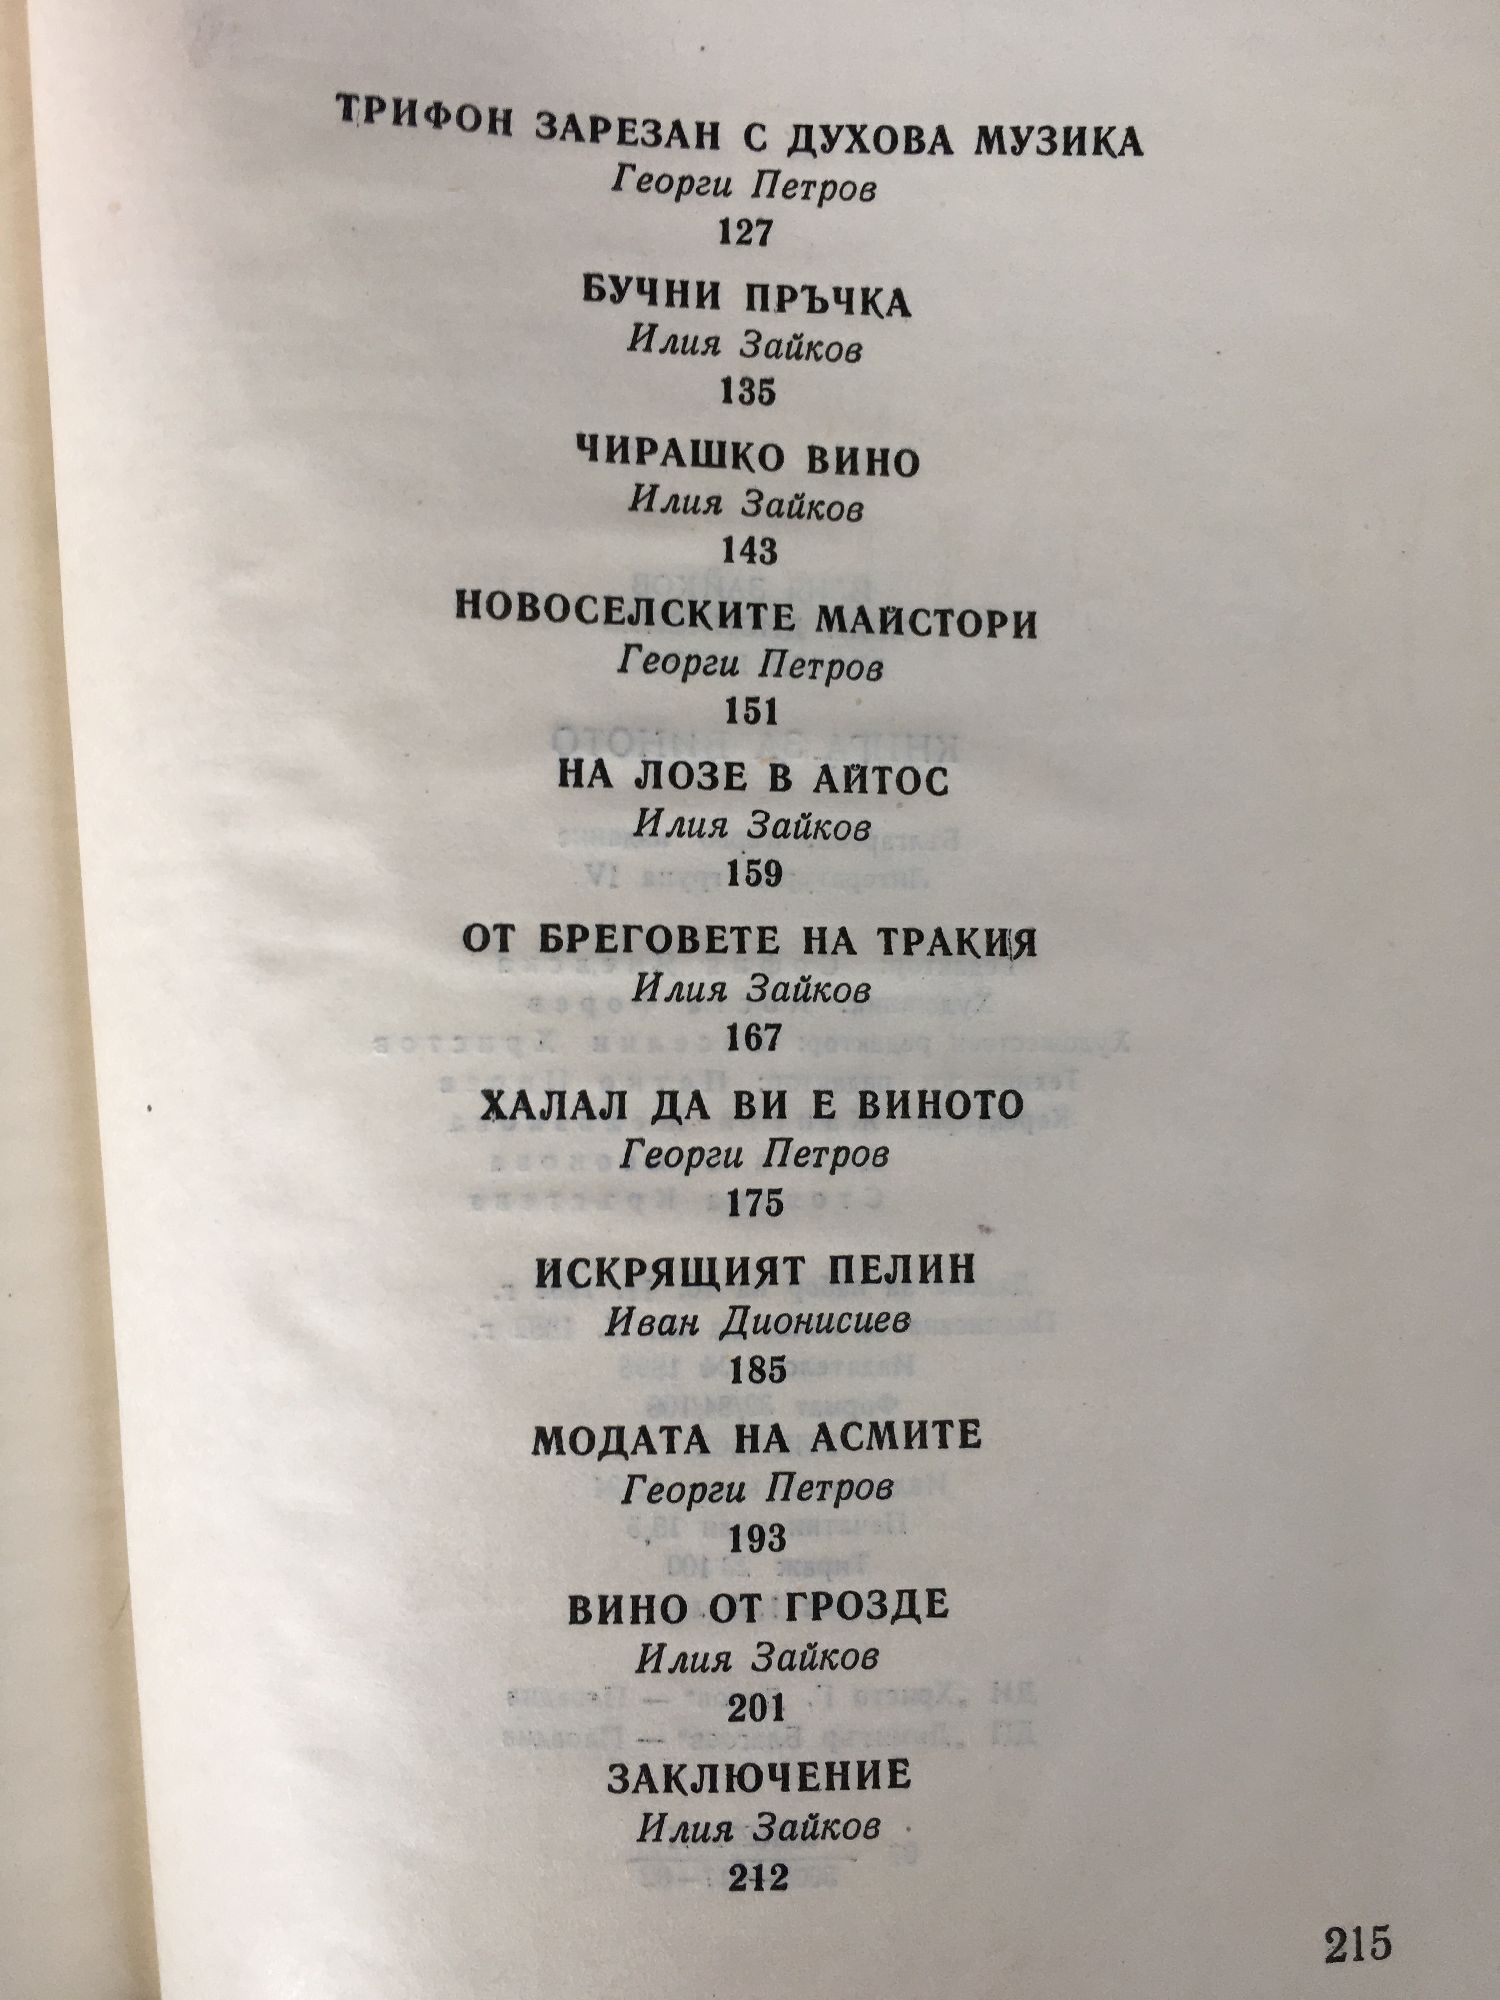 ТРИФОН ЗАРЕЗАН С ДУХОВА МУЗИКА
Георги Петров
127
БУЧНИ ПРЪЧКА
Илия Зайков
135
ЧИРАШКО ВИНО
Илия Зайков
143
НОВОСЕЛСКИТЕ МАЙСТОРИ
Георги Петров
151
НА ЛОЗЕ В АЙТОС
Илия Зайков
159
ОТ БРЕГОВЕТЕ НА ТРАКИЯ
Илия Зайков
167
ХАЛАЛ ДА ВИ Е ВИНОТО
Георги Петров
175
ИСКРЯЩИЯТ ПЕЛИН
Иван Дионисиев
185
МОДАТА НА АСМИТЕ
Георги Петров
193
ВИНО ОТ ГРОЗДЕ
Илия Зайков
201
ЗАКЛЮЧЕНИЕ
Илия Зайков
212
215